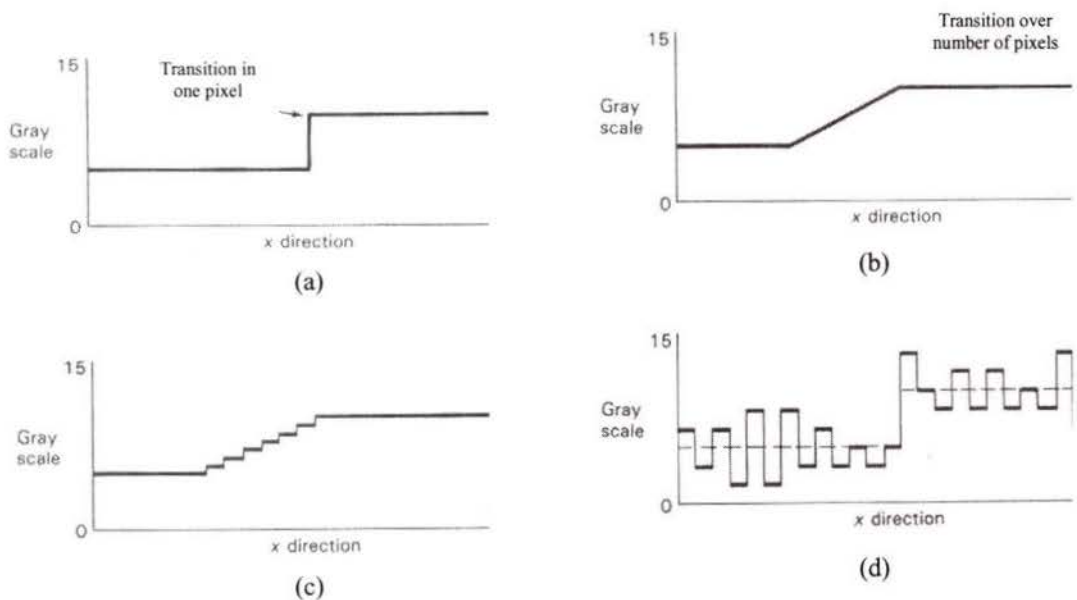 15
Transition in
one pixel
Gray
scale
0
x direction
(a)
15
Transition over
number of pixels
Gray
scale
0
x direction
(b)
15
Gray
scale
0
x direction
(c)
15
Gray
scale
0
x direction
(d)